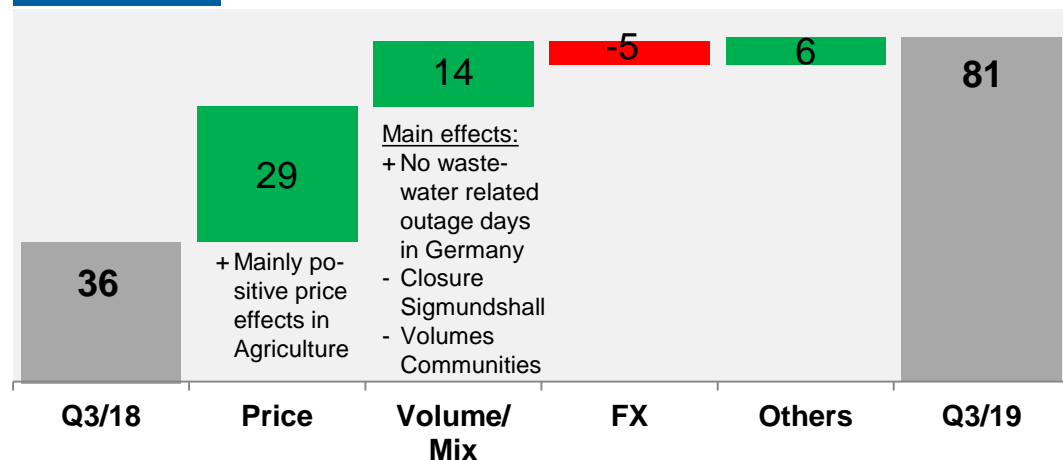 36
29
14
-5
6
81
+ Mainly po-
sitive price
effects in
Agriculture
Main effects:
+ No waste-
water related
outage days
in Germany
- Closure
Sigmundshall
- Volumes
Communities
Q3/18
Price
Volume/
Mix
FX
Others
Q3/19